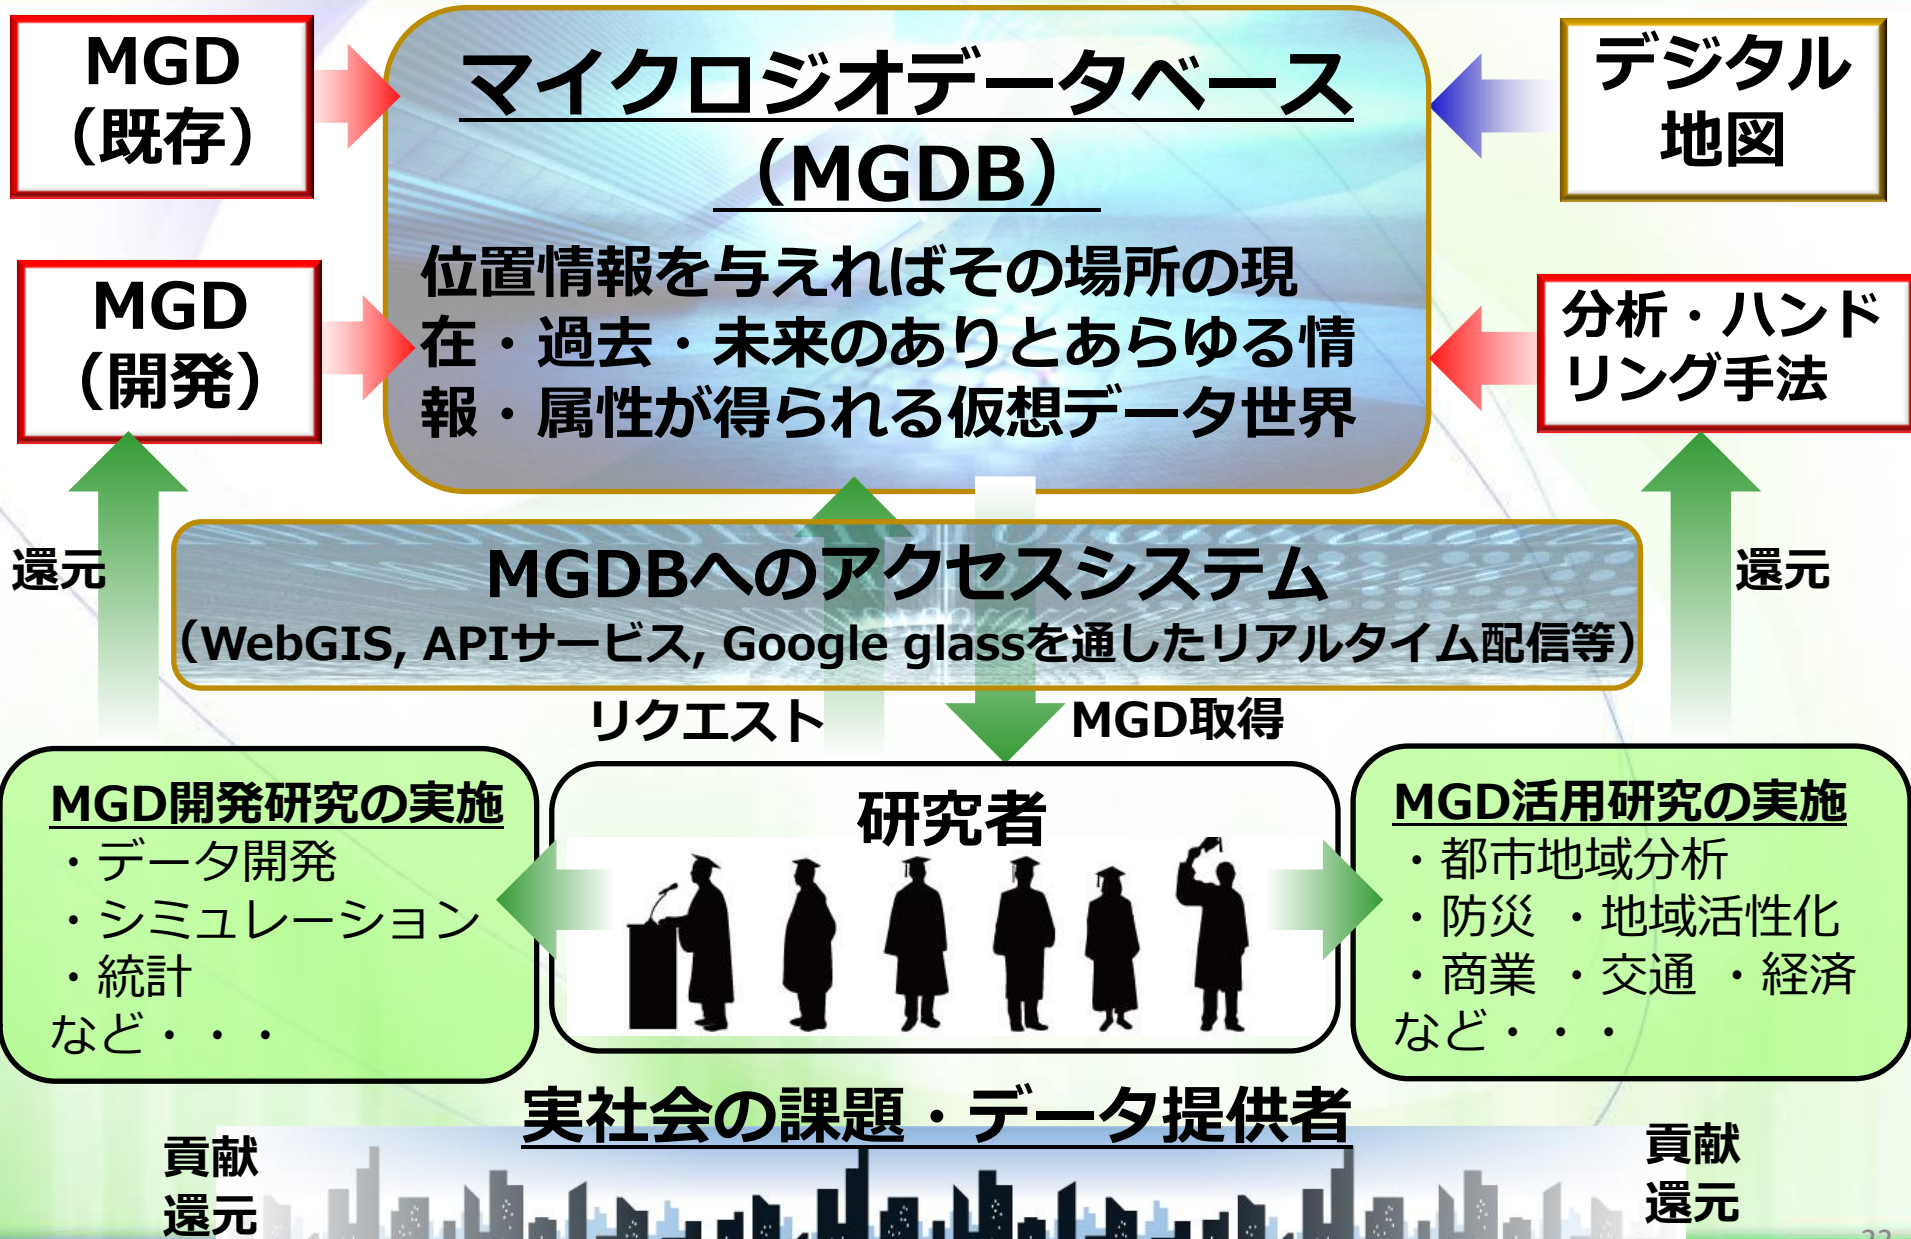 MGD
（既存）
マイクロジオデータベース
（MGDB）
デジタル
地図
MGD
（開発）
位置情報を与えればその場所の現
在・過去・未来のありとあらゆる情
報・属性が得られる仮想データ世界
分析・ハンド
リング手法
還元
MGDBへのアクセスシステム
（WebGIS, APIサービス, Google glassを通したリアルタイム配信等）
還元
リクエスト
MGD取得
MGD開発研究の実施
・データ開発
・シミュレーション
・統計
など・・・
研究者
MGD活用研究の実施
・都市地域分析
・防災 ・地域活性化
・商業 ・交通 ・経済
など・・・
実社会の課題・データ提供者
貢献
還元
貢献
還元